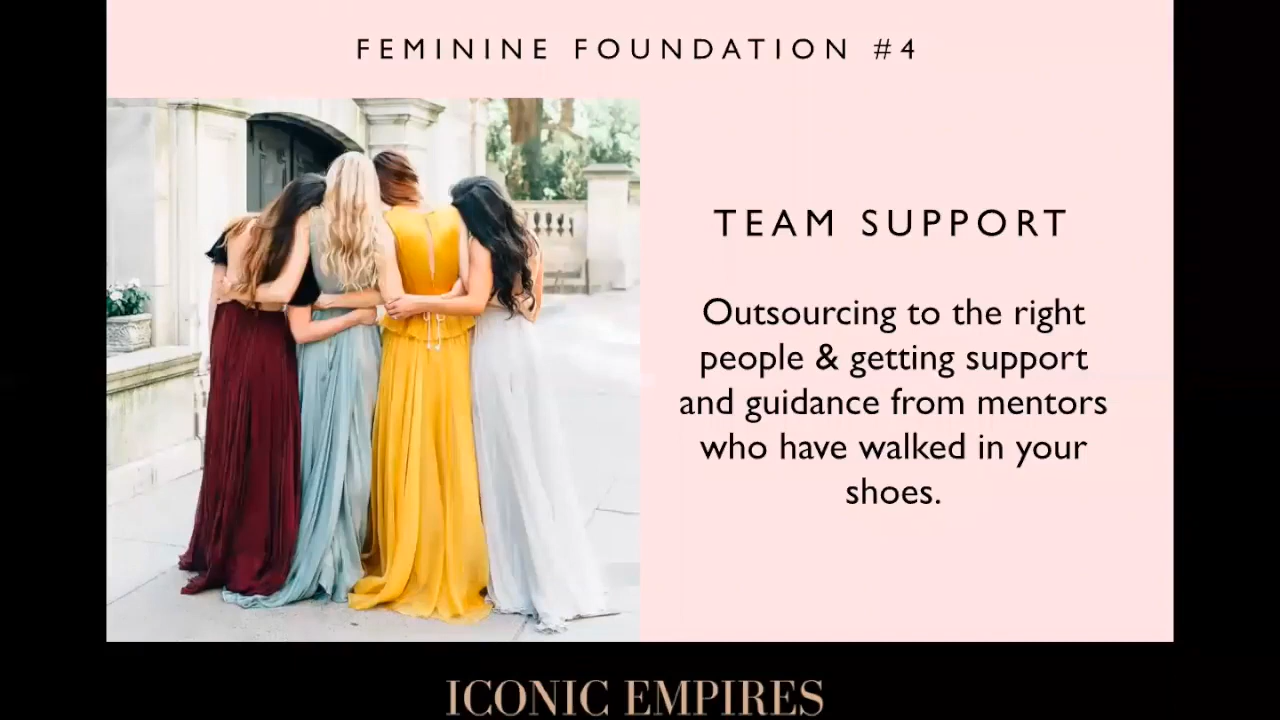 FEMININE FOUNDATION #4
TEAM SUPPORT
Outsourcing to the right
people & getting support
and guidance from mentors
who have walked in your
shoes.
ICONIC EMPIRES